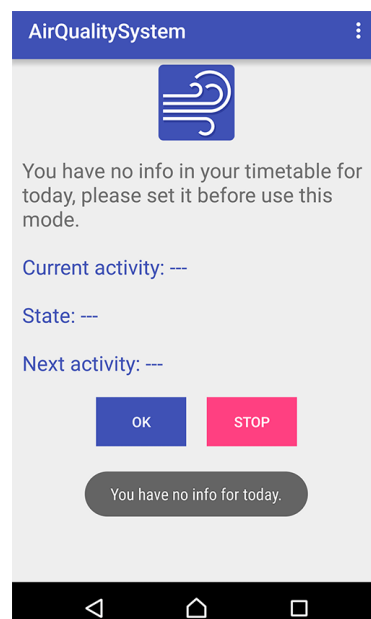 AirQualitySystem
You have no info in your timetable for
today, please set it before use this
mode.
Current activity: ---
State: ---
Next activity: ---
OK
STOP
You have no info for today.